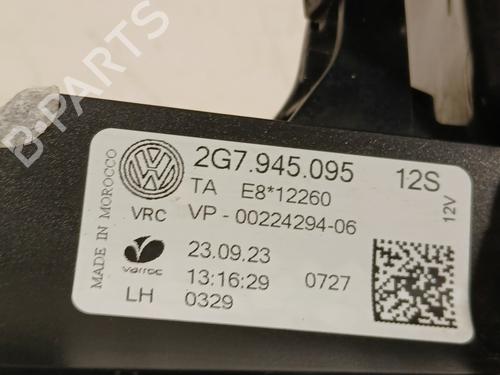 MADE IN MOROCCO
2G7.945.095 12S
TA E8*12260
VRC VP - 00224294-06
12V
varroc
23.09.23
13:16:29 0727
LH 0329
B-PARTS